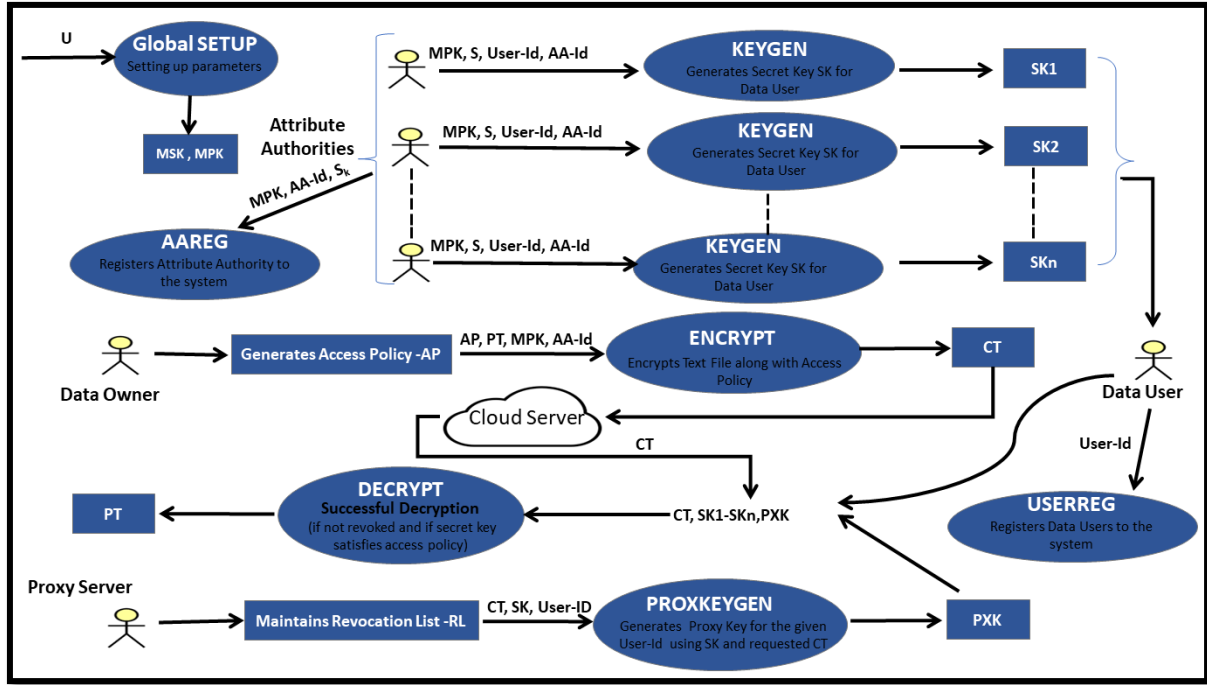 U
Global SETUP
Setting up parameters
MSK , MPK
Attribute
Authorities
MPK, AA-Id, Sk
AAREG
Registers Attribute Authority to
the system
MPK, S, User-Id, AA-Id
KEYGEN
Generates Secret Key SK for
Data User
SK1
MPK, S, User-Id, AA-Id
KEYGEN
Generates Secret Key SK for
Data User
SK2
MPK, S, User-Id, AA-Id
KEYGEN
Generates Secret Key SK for
Data User
SKn
Data Owner
Generates Access Policy -AP
AP, PT, MPK, AA-Id
ENCRYPT
Encrypts Text File along with Access
Policy
CT
Data User
Cloud Server
CT
User-Id
USERREG
Registers Data Users to the
system
PT
DECRYPT
Successful Decryption
(if not revoked and if secret key
satisfies access policy)
CT, SK1-SKn,PXK
Proxy Server
Maintains Revocation List -RL
CT, SK, User-ID
PROXKEYGEN
Generates Proxy Key for the given
User-Id using SK and requested CT
PXK